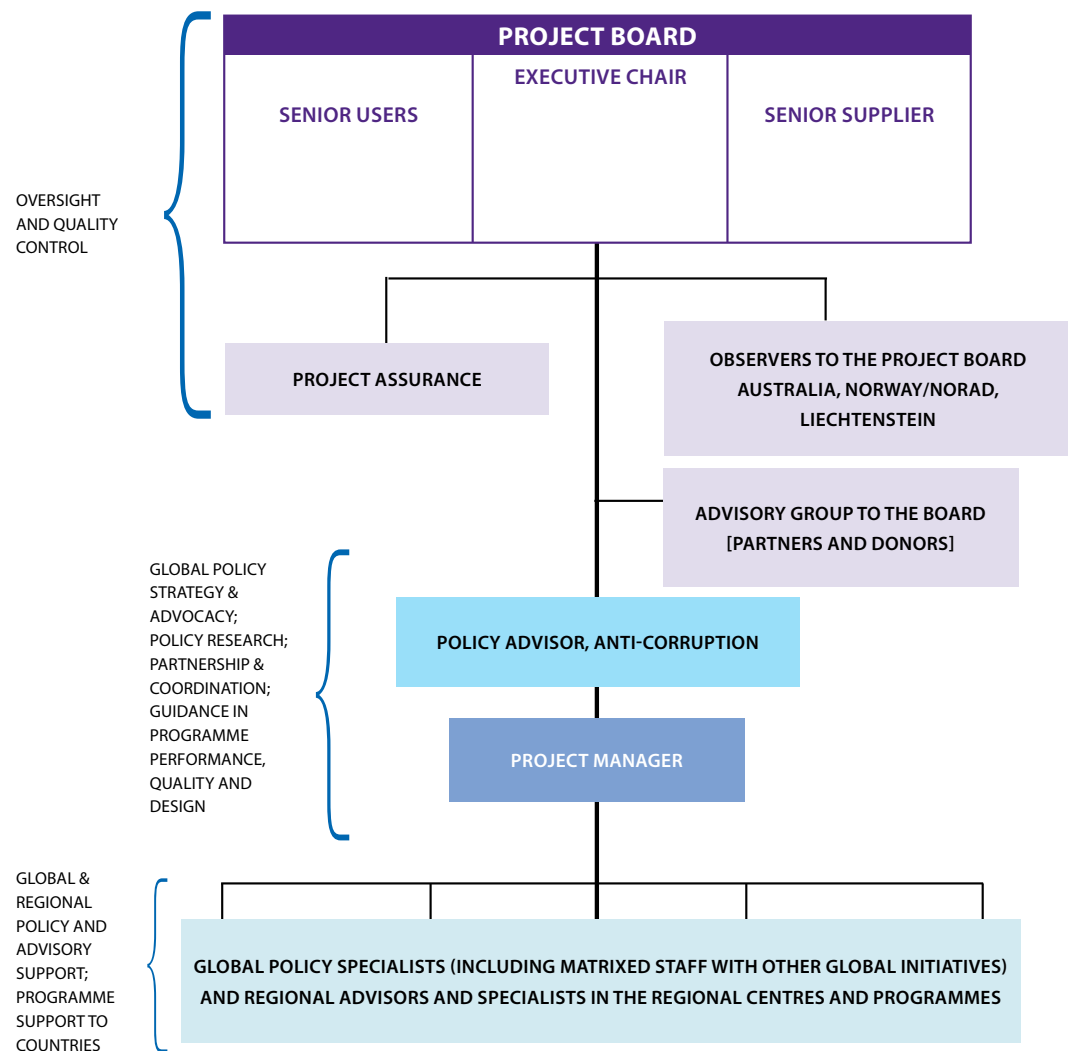 PROJECT BOARD
EXECUTIVE CHAIR
SENIOR USERS
SENIOR SUPPLIER
OVERSIGHT
AND QUALITY
CONTROL
PROJECT ASSURANCE
OBSERVERS TO THE PROJECT BOARD
AUSTRALIA, NORWAY/NORAD,
LIECHTENSTEIN
ADVISORY GROUP TO THE BOARD
[PARTNERS AND DONORS]
GLOBAL POLICY
STRATEGY &
ADVOCACY;
POLICY RESEARCH;
PARTNERSHIP &
COORDINATION;
GUIDANCE IN
PROGRAMME
PERFORMANCE,
QUALITY AND
DESIGN
POLICY ADVISOR, ANTI-CORRUPTION
PROJECT MANAGER
GLOBAL &
REGIONAL
POLICY AND
ADVISORY
SUPPORT;
PROGRAMME
SUPPORT TO
COUNTRIES
GLOBAL POLICY SPECIALISTS (INCLUDING MATRIXED STAFF WITH OTHER GLOBAL INITIATIVES)
AND REGIONAL ADVISORS AND SPECIALISTS IN THE REGIONAL CENTRES AND PROGRAMMES